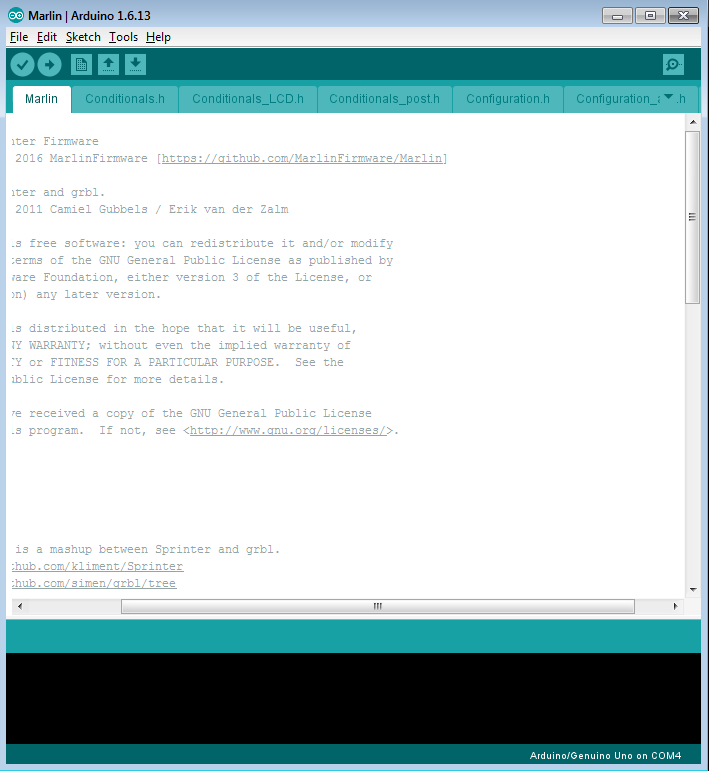 Marlin | Arduino 1.6.13
File Edit Sketch Tools Help
Marlin Conditionals.h Conditionals_LCD.h Conditionals_post.h Configuration.h Configuration_a .h
nter Firmware
2016 MarlinFirmware [https://github.com/MarlinFirmware/Marlin]
nter and grbl.
2011 Camiel Gubbels / Erik van der Zalm
is free software: you can redistribute it and/or modify
terms of the GNU General Public License as published by
ware Foundation, either version 3 of the License, or
on) any later version.
is distributed in the hope that it will be useful,
NY WARRANTY; without even the implied warranty of
TY or FITNESS FOR A PARTICULAR PURPOSE.  See the
ublic License for more details.
ve received a copy of the GNU General Public License
is program.  If not, see <http://www.gnu.org/licenses/>.
is a mashup between Sprinter and grbl.
thub.com/kliment/Sprinter
thub.com/simen/grbl/tree
Arduino/Genuino Uno on COM4